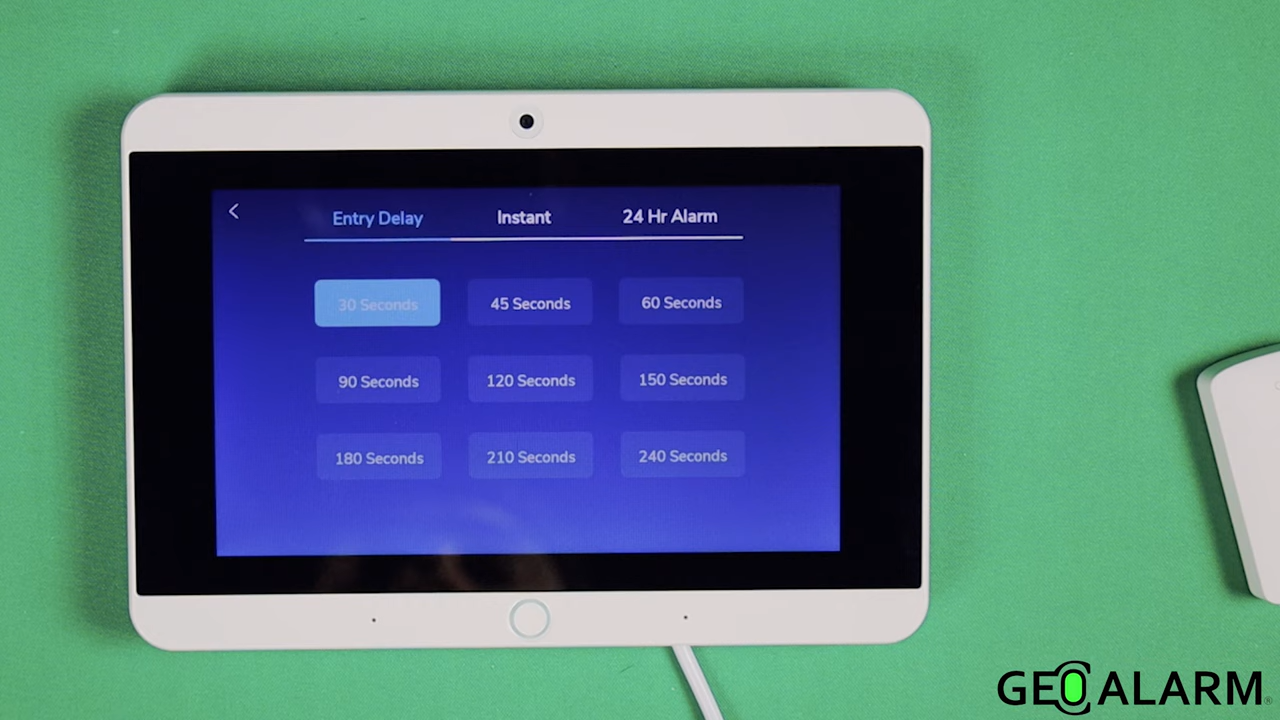 Entry Delay Instant 24 Hr Alarm
30 Seconds 45 Seconds 60 Seconds
90 Seconds 120 Seconds 150 Seconds
180 Seconds 210 Seconds 240 Seconds
GEOALARM®